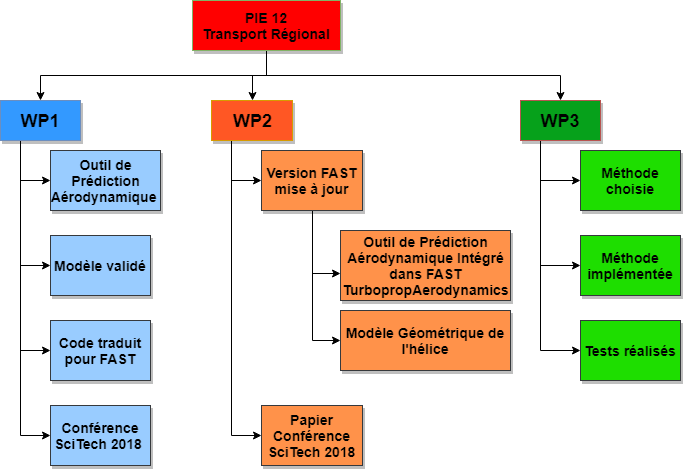 PIE 12
Transport Régional
WP1
WP2
WP3
Outil de
Prédiction
Aérodynamique
Modèle validé
Code traduit
pour FAST
Conférence
SciTech 2018
Version FAST
mise à jour
Outil de Prédiction
Aérodynamique Intégré
dans FAST
TurbopropAerodynamics
Modèle Géométrique de
l'hélice
Papier
Conférence
SciTech 2018
Méthode
choisie
Méthode
implémentée
Tests réalisés